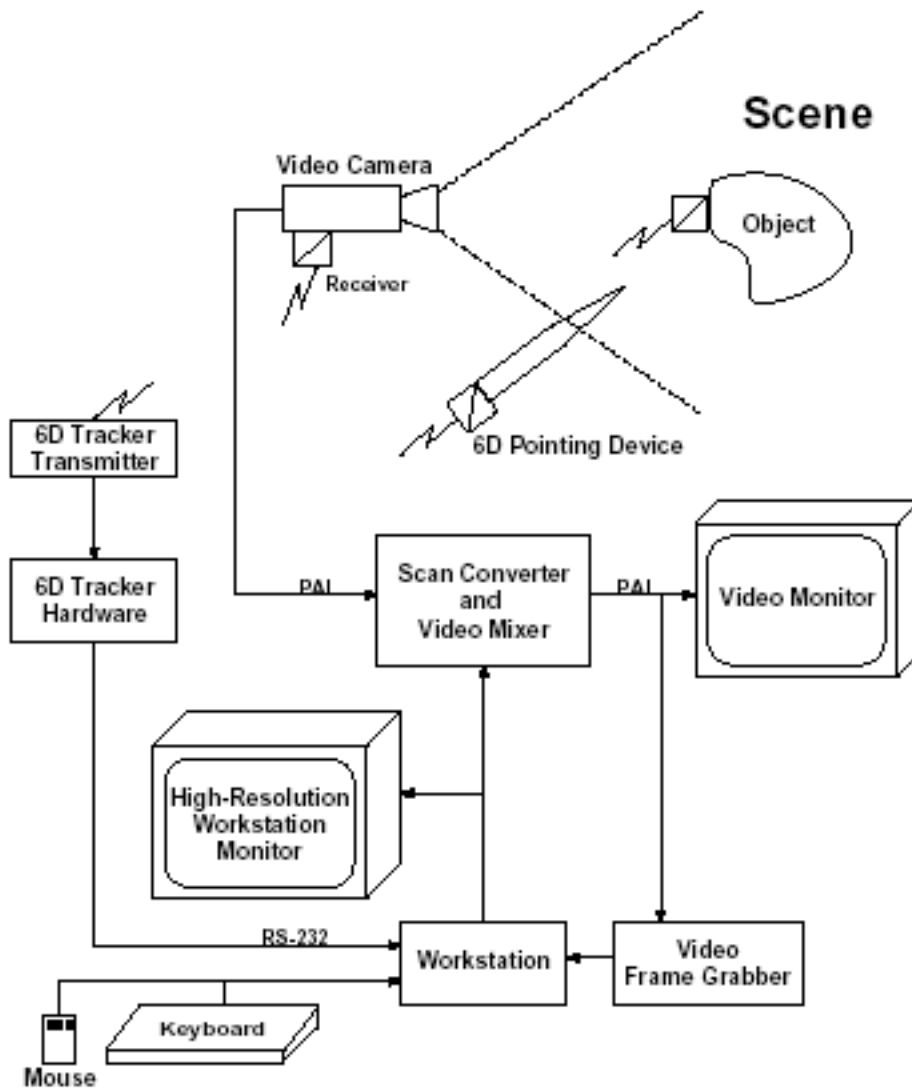 Scene
Video Camera
Object
Receiver
6D Pointing Device
6D Tracker
Transmitter
6D Tracker
Hardware
PAL
Scan Converter
and
Video Mixer
PAL
Video Monitor
High-Resolution
Workstation
Monitor
RS-232
Workstation
Video
Frame Grabber
Keyboard
Mouse